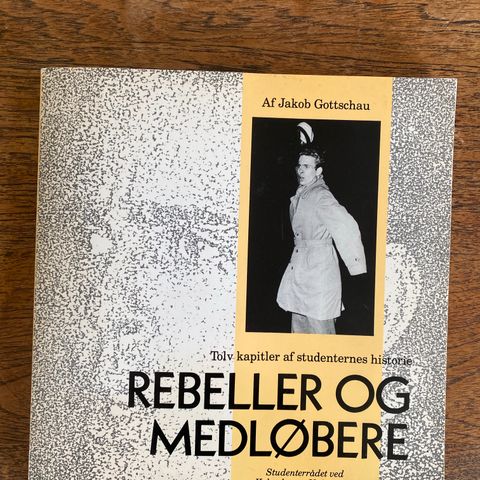 Af Jakob Gottschau
Tolv kapitler af studenternes historie
REBELLER OG
MEDLØBERE
Studenterrådet ved